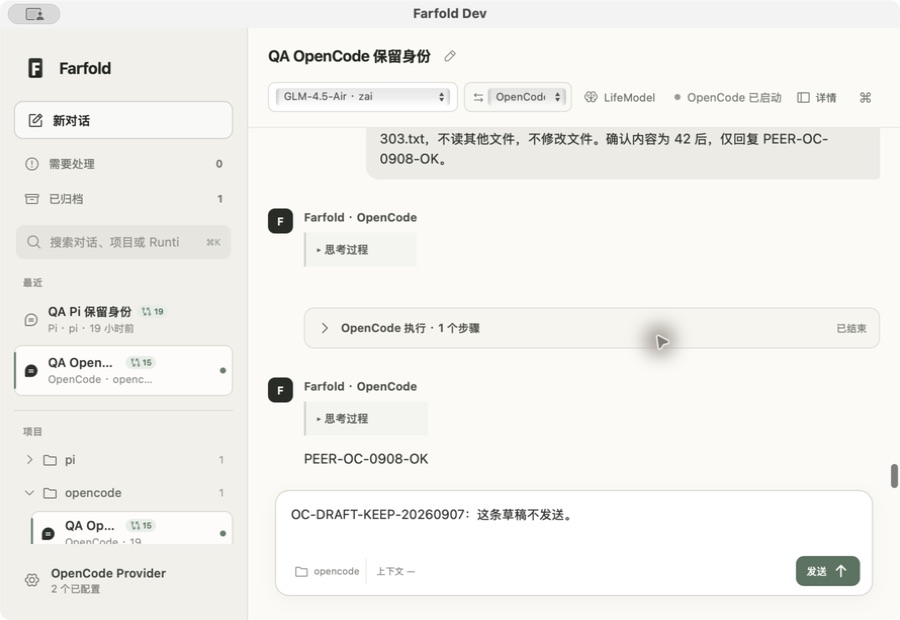 Farfold Dev
Farfold
新对话
需要处理 0
已归档 1
搜索对话、项目或 Runti ⌘K
最近
QA Pi 保留身份 19
Pi · pi · 19 小时前
QA Open... 15
OpenCode · openc...
项目
pi 1
opencode 1
QA Op... 15
OpenCode · 19
OpenCode Provider
2 个已配置
QA OpenCode 保留身份
GLM-4.5-Air · zai
OpenCode
LifeModel
OpenCode 已启动
详情
⌘
303.txt，不读其他文件，不修改文件。确认内容为 42 后，仅回复 PEER-OC-
0908-OK。
F
Farfold · OpenCode
思考过程
OpenCode 执行 · 1 个步骤 已结束
F
Farfold · OpenCode
思考过程
PEER-OC-0908-OK
OC-DRAFT-KEEP-20260907：这条草稿不发送。
opencode 上下文 —
发送